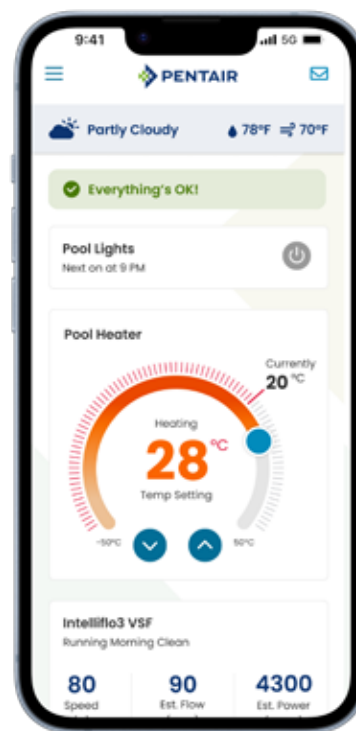 9:41
5G
PENTAIR
Partly Cloudy 78°F 70°F
Everything's OK!
Pool Lights
Next on at 9 PM
Pool Heater
Currently
20 °C
Heating
28 °C
Temp Setting
-50°C 50°C
Intelliflo3 VSF
Running Morning Clean
80 90 4300
Speed Est. Flow Est. Power